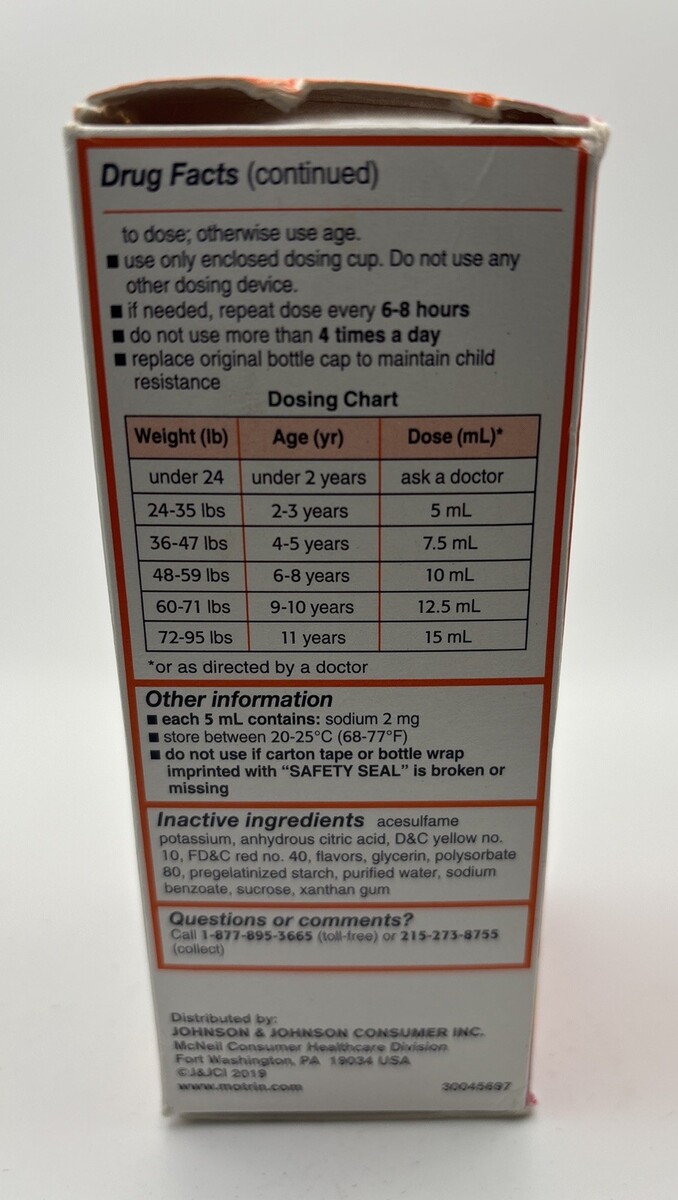 Drug Facts (continued)
to dose; otherwise use age.
■ use only enclosed dosing cup. Do not use any
other dosing device.
■ if needed, repeat dose every 6-8 hours
■ do not use more than 4 times a day
■ replace original bottle cap to maintain child
resistance
Dosing Chart
Weight (lb) Age (yr) Dose (mL)*
under 24 under 2 years ask a doctor
24-35 lbs 2-3 years 5 mL
36-47 lbs 4-5 years 7.5 mL
48-59 lbs 6-8 years 10 mL
60-71 lbs 9-10 years 12.5 mL
72-95 lbs 11 years 15 mL
*or as directed by a doctor
Other information
■ each 5 mL contains: sodium 2 mg
■ store between 20-25°C (68-77°F)
■ do not use if carton tape or bottle wrap
imprinted with “SAFETY SEAL” is broken or
missing
Inactive ingredients acesulfame
potassium, anhydrous citric acid, D&C yellow no.
10, FD&C red no. 40, flavors, glycerin, polysorbate
80, pregelatinized starch, purified water, sodium
benzoate, sucrose, xanthan gum
Questions or comments?
Call 1-877-895-3665 (toll-free) or 215-273-8755
(collect)
Distributed by:
JOHNSON & JOHNSON CONSUMER INC.
McNeil Consumer Healthcare Division
Fort Washington, PA 19034 USA
©J&JCI 2019
www.motrin.com 30045697